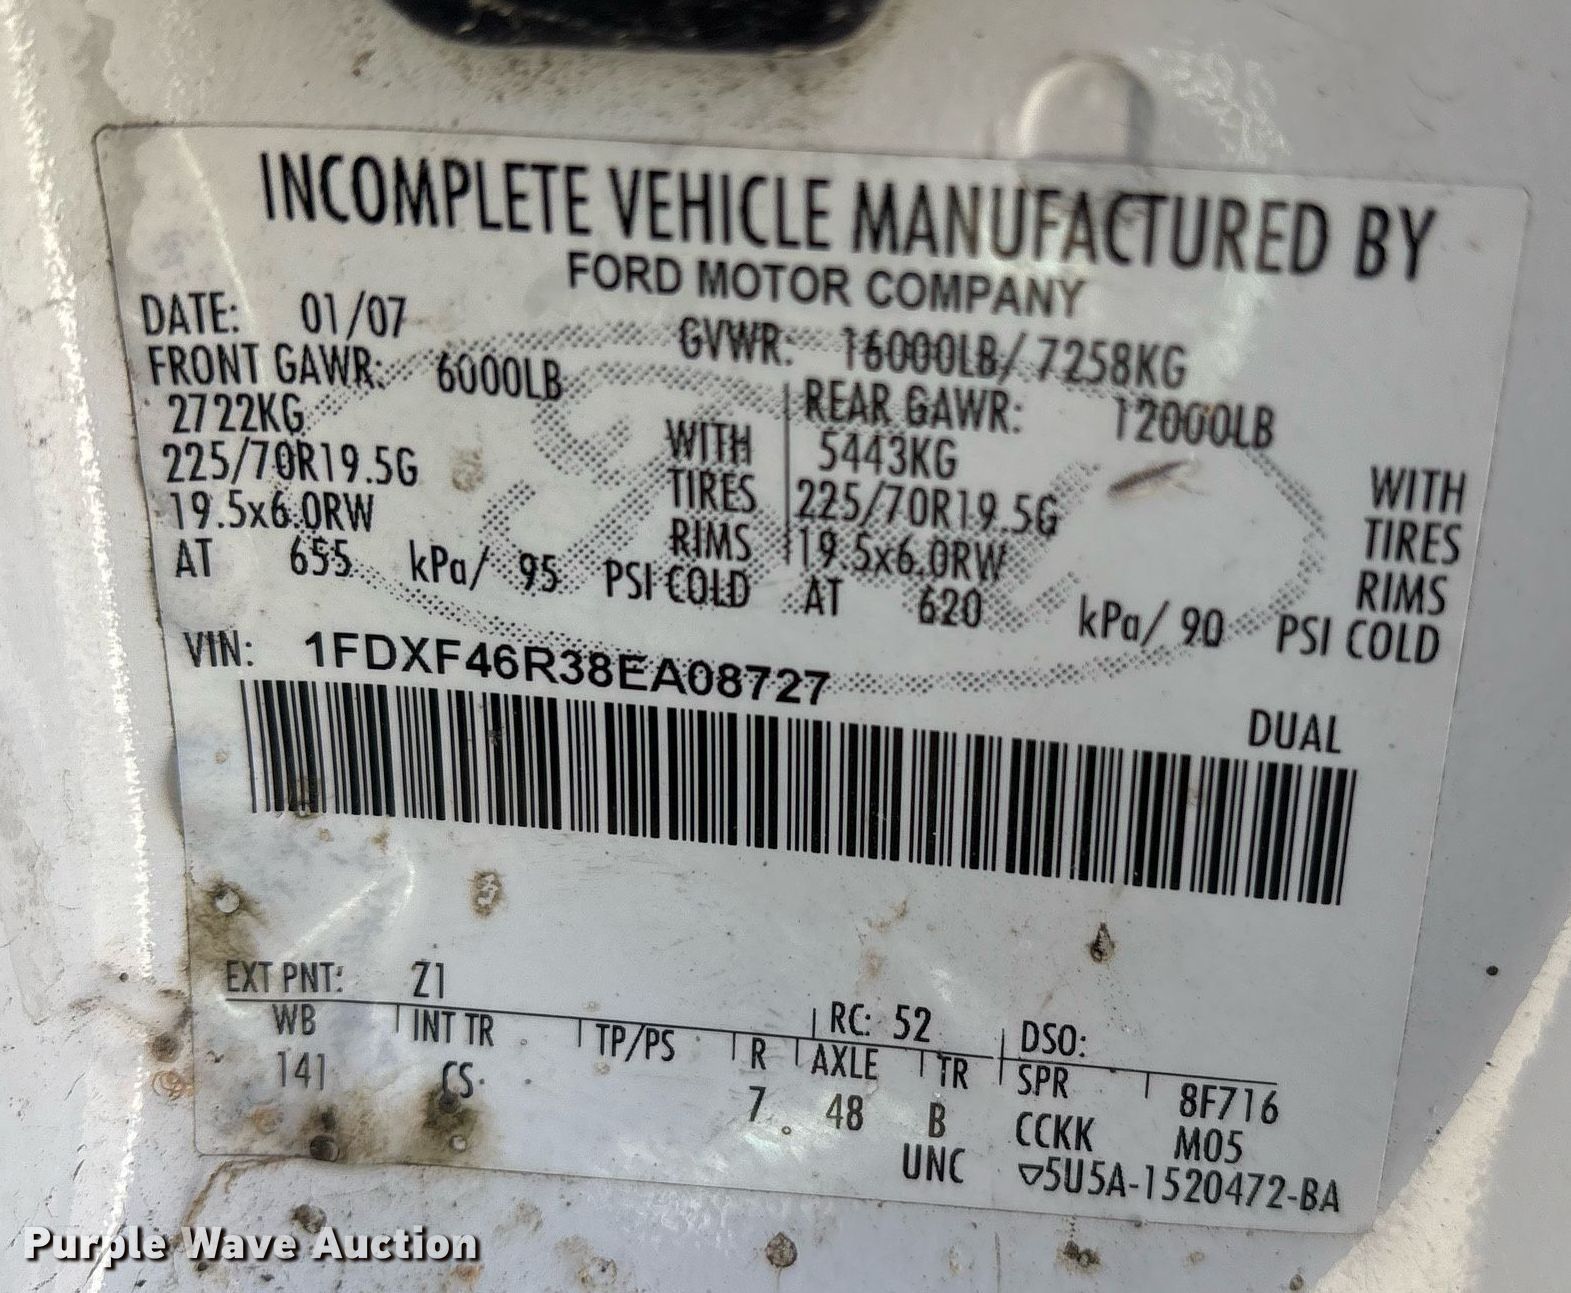 INCOMPLETE VEHICLE MANUFACTURED BY
FORD MOTOR COMPANY
DATE: 01/07 GVWR: 16000LB/ 7258KG
FRONT GAWR: 6000LB REAR GAWR: 12000LB
2722KG WITH 5443KG WITH
225/70R19.5G TIRES 225/70R19.5G TIRES
19.5x6.0RW RIMS 19.5x6.0RW RIMS
AT 655 kPa/ 95 PSI COLD AT 620 kPa/ 90 PSI COLD
VIN: 1FDXF46R38EA08727
DUAL
EXT PNT: Z1 RC: 52 DSO:
WB INT TR TP/PS R AXLE TR SPR 8F716
141 CS 7 48 B CCKK M05
UNC ▽5U5A-1520472-BA
Purple Wave Auction